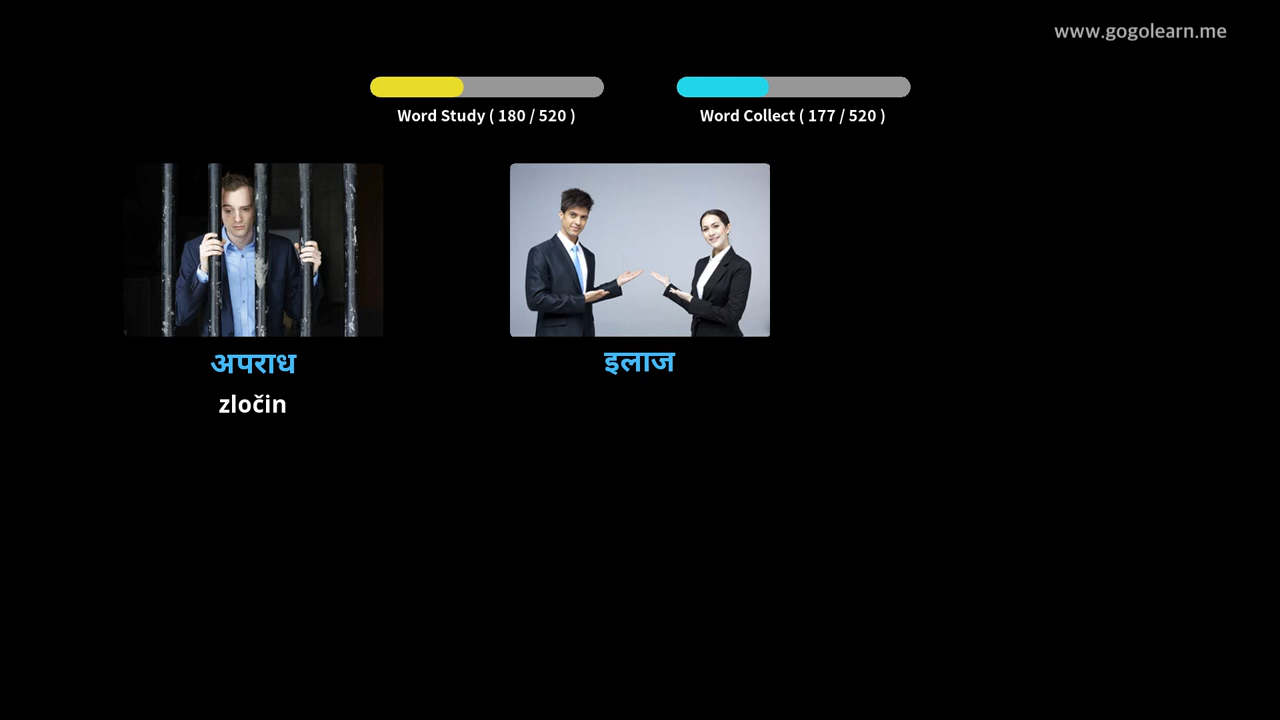 www.gogolearn.me
Word Study ( 180 / 520 )
Word Collect ( 177 / 520 )
अपराध
zločin
इलाज